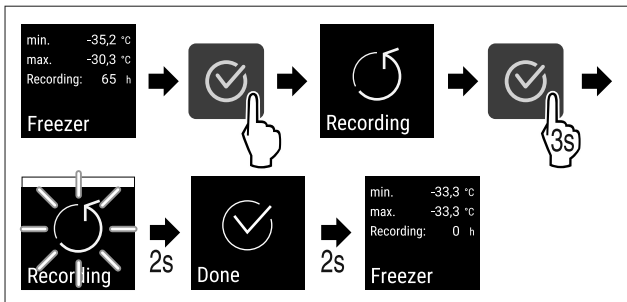 min. -35,2 °C
max. -30,3 °C
Recording: 65 h
Freezer
Recording
3s
Recording
2s
Done
2s
min. -33,3 °C
max. -33,3 °C
Recording: 0 h
Freezer